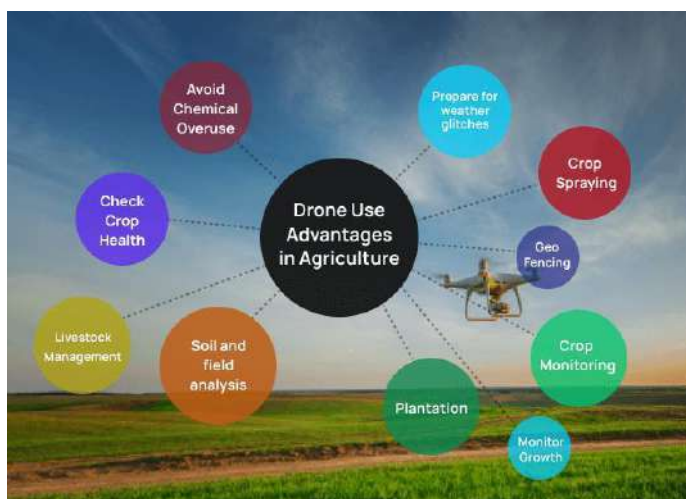 Drone Use
Advantages
in Agriculture
Avoid
Chemical
Overuse
Prepare for
weather
glitches
Crop
Spraying
Check
Crop
Health
Geo
Fencing
Livestock
Management
Soil and
field
analysis
Crop
Monitoring
Plantation
Monitor
Growth